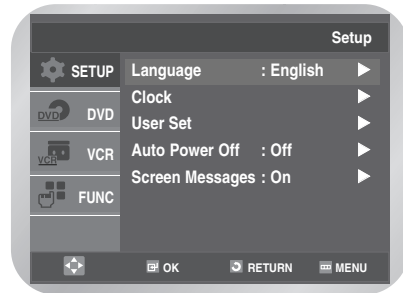 Setup
SETUP
Language : English
DVD DVD
Clock
User Set
VCR VCR
Auto Power Off : Off
Screen Messages : On
FUNC
OK RETURN MENU